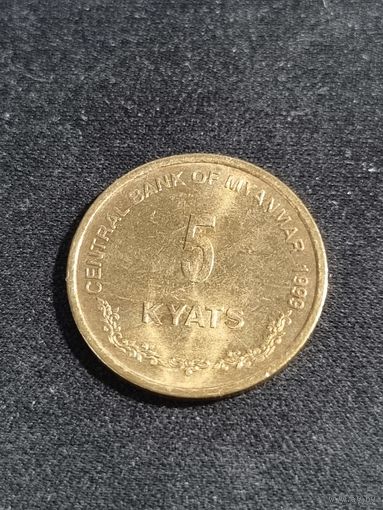 CENTRAL BANK OF MYANMAR 1999
5
KYATS